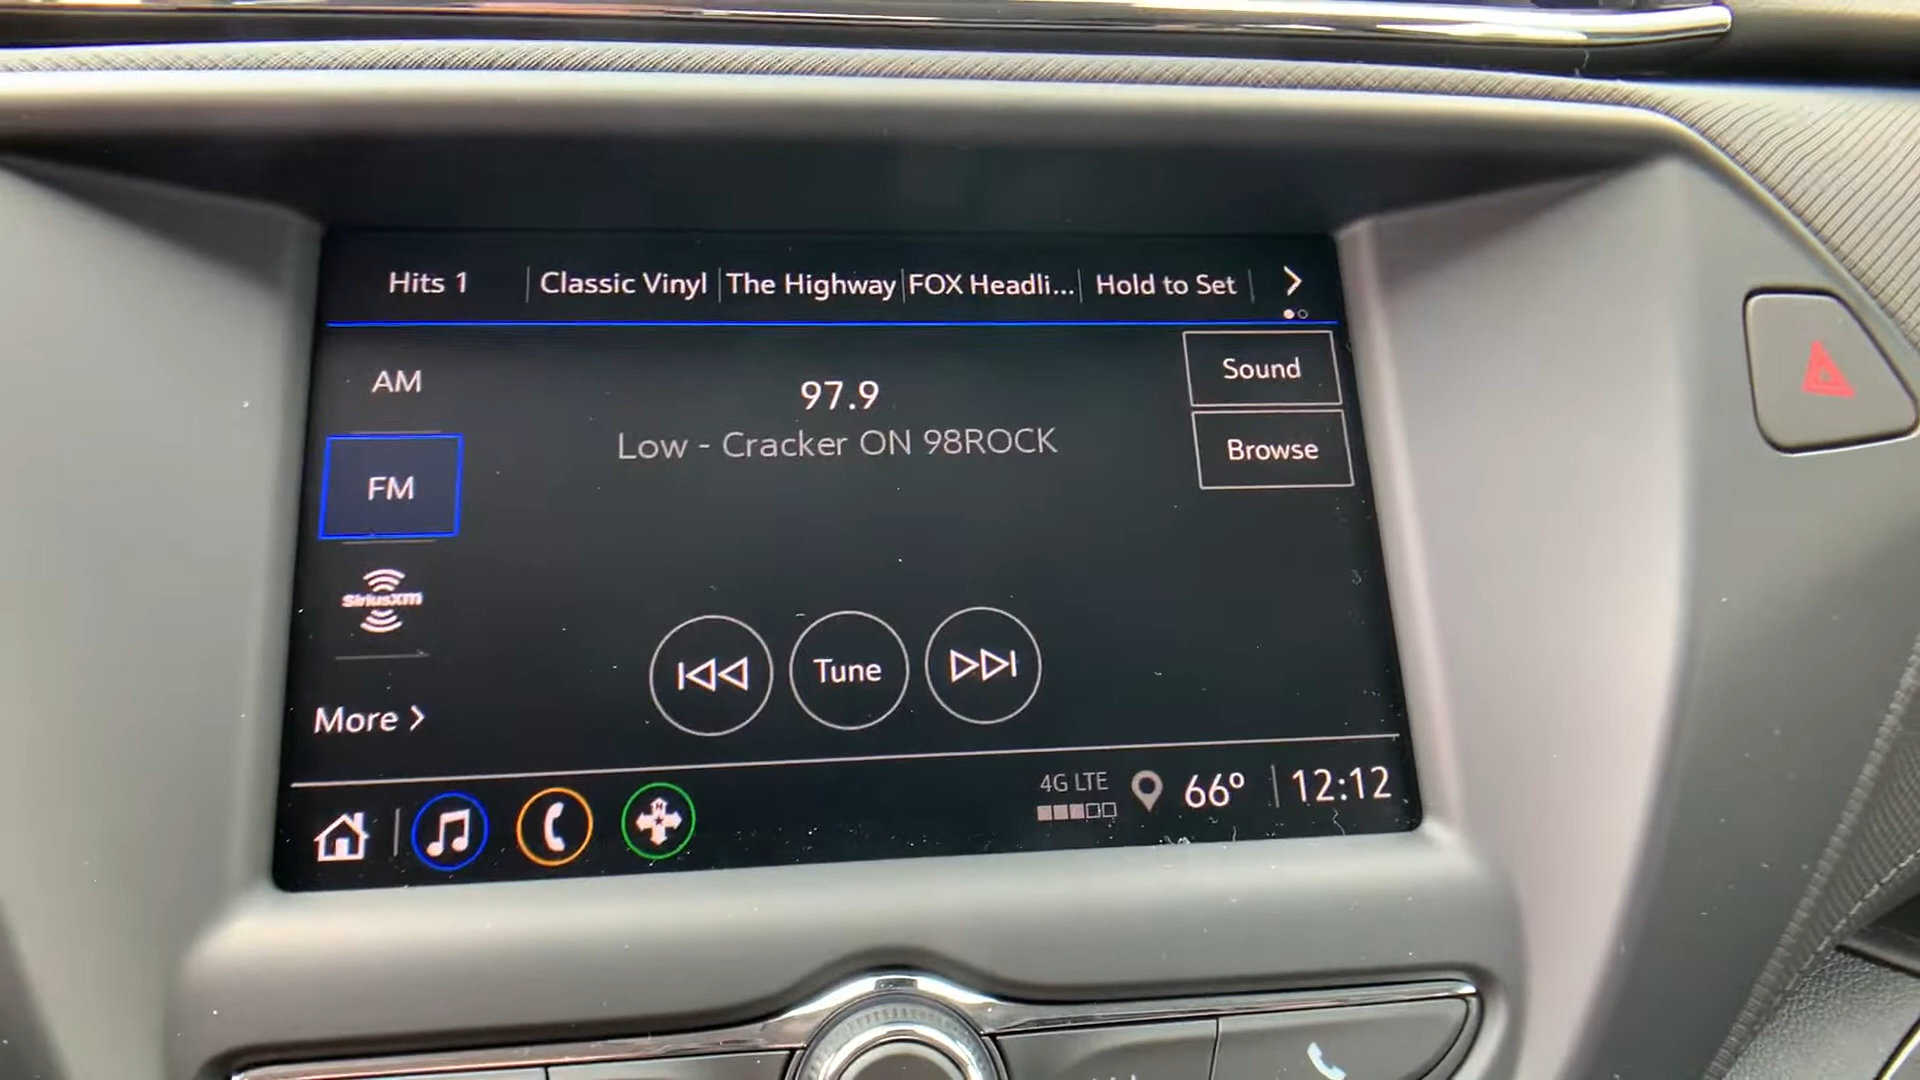 Hits 1
Classic Vinyl
The Highway
FOX Headli...
Hold to Set
AM
97.9
Sound
Low - Cracker ON 98ROCK
Browse
FM
SiriusXM
Tune
More
4G LTE
66º
12:12